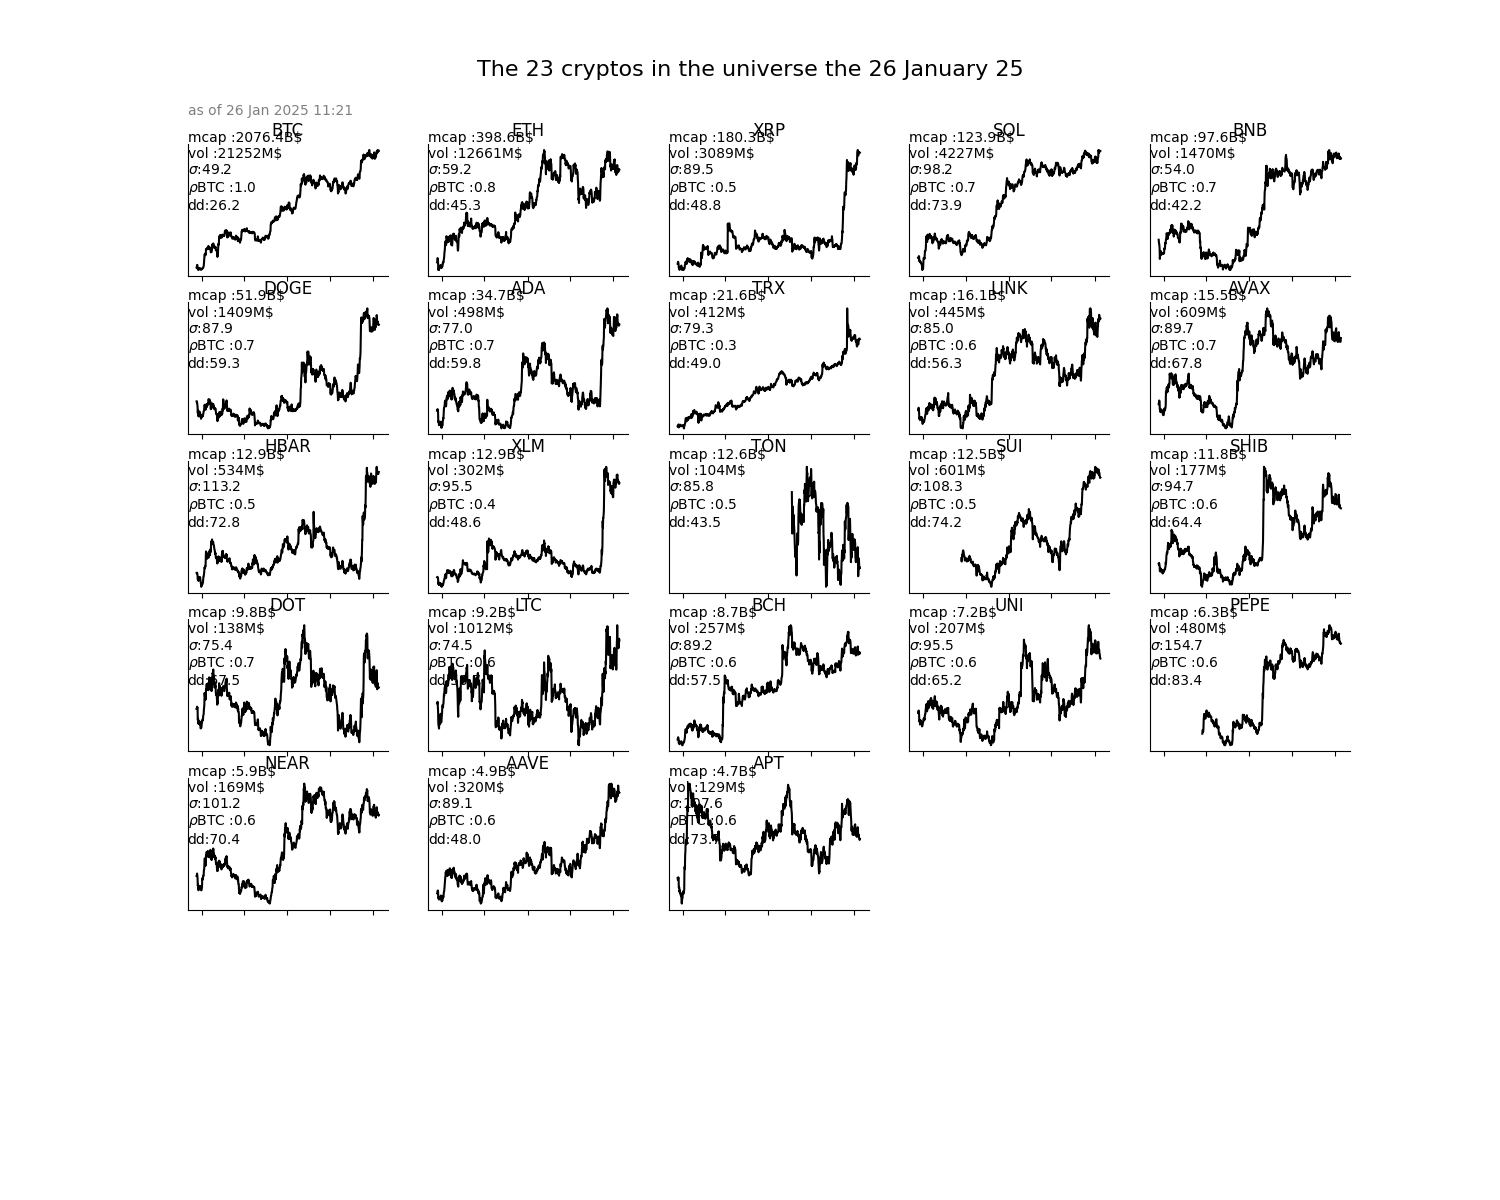 The 23 cryptos in the universe the 26 January 25
as of 26 Jan 2025 11:21
BTC
mcap :2076.4B$
vol :21252M$
σ:49.2
ρBTC :1.0
dd:26.2
ETH
mcap :398.6B$
vol :12661M$
σ:59.2
ρBTC :0.8
dd:45.3
XRP
mcap :180.3B$
vol :3089M$
σ:89.5
ρBTC :0.5
dd:48.8
SOL
mcap :123.9B$
vol :4227M$
σ:98.2
ρBTC :0.7
dd:73.9
BNB
mcap :97.6B$
vol :1470M$
σ:54.0
ρBTC :0.7
dd:42.2
DOGE
mcap :51.9B$
vol :1409M$
σ:87.9
ρBTC :0.7
dd:59.3
ADA
mcap :34.7B$
vol :498M$
σ:77.0
ρBTC :0.7
dd:59.8
TRX
mcap :21.6B$
vol :412M$
σ:79.3
ρBTC :0.3
dd:49.0
LINK
mcap :16.1B$
vol :445M$
σ:85.0
ρBTC :0.6
dd:56.3
AVAX
mcap :15.5B$
vol :609M$
σ:89.7
ρBTC :0.7
dd:67.8
HBAR
mcap :12.9B$
vol :534M$
σ:113.2
ρBTC :0.5
dd:72.8
XLM
mcap :12.9B$
vol :302M$
σ:95.5
ρBTC :0.4
dd:48.6
TON
mcap :12.6B$
vol :104M$
σ:85.8
ρBTC :0.5
dd:43.5
SUI
mcap :12.5B$
vol :601M$
σ:108.3
ρBTC :0.5
dd:74.2
SHIB
mcap :11.8B$
vol :177M$
σ:94.7
ρBTC :0.6
dd:64.4
DOT
mcap :9.8B$
vol :138M$
σ:75.4
ρBTC :0.7
dd:67.5
LTC
mcap :9.2B$
vol :1012M$
σ:74.5
ρBTC :0.6
BCH
mcap :8.7B$
vol :257M$
σ:89.2
ρBTC :0.6
dd:57.5
UNI
mcap :7.2B$
vol :207M$
σ:95.5
ρBTC :0.6
dd:65.2
PEPE
mcap :6.3B$
vol :480M$
σ:154.7
ρBTC :0.6
dd:83.4
NEAR
mcap :5.9B$
vol :169M$
σ:101.2
ρBTC :0.6
dd:70.4
AAVE
mcap :4.9B$
vol :320M$
σ:89.1
ρBTC :0.6
dd:48.0
APT
mcap :4.7B$
vol :129M$
σ:107.6
ρBTC :0.6